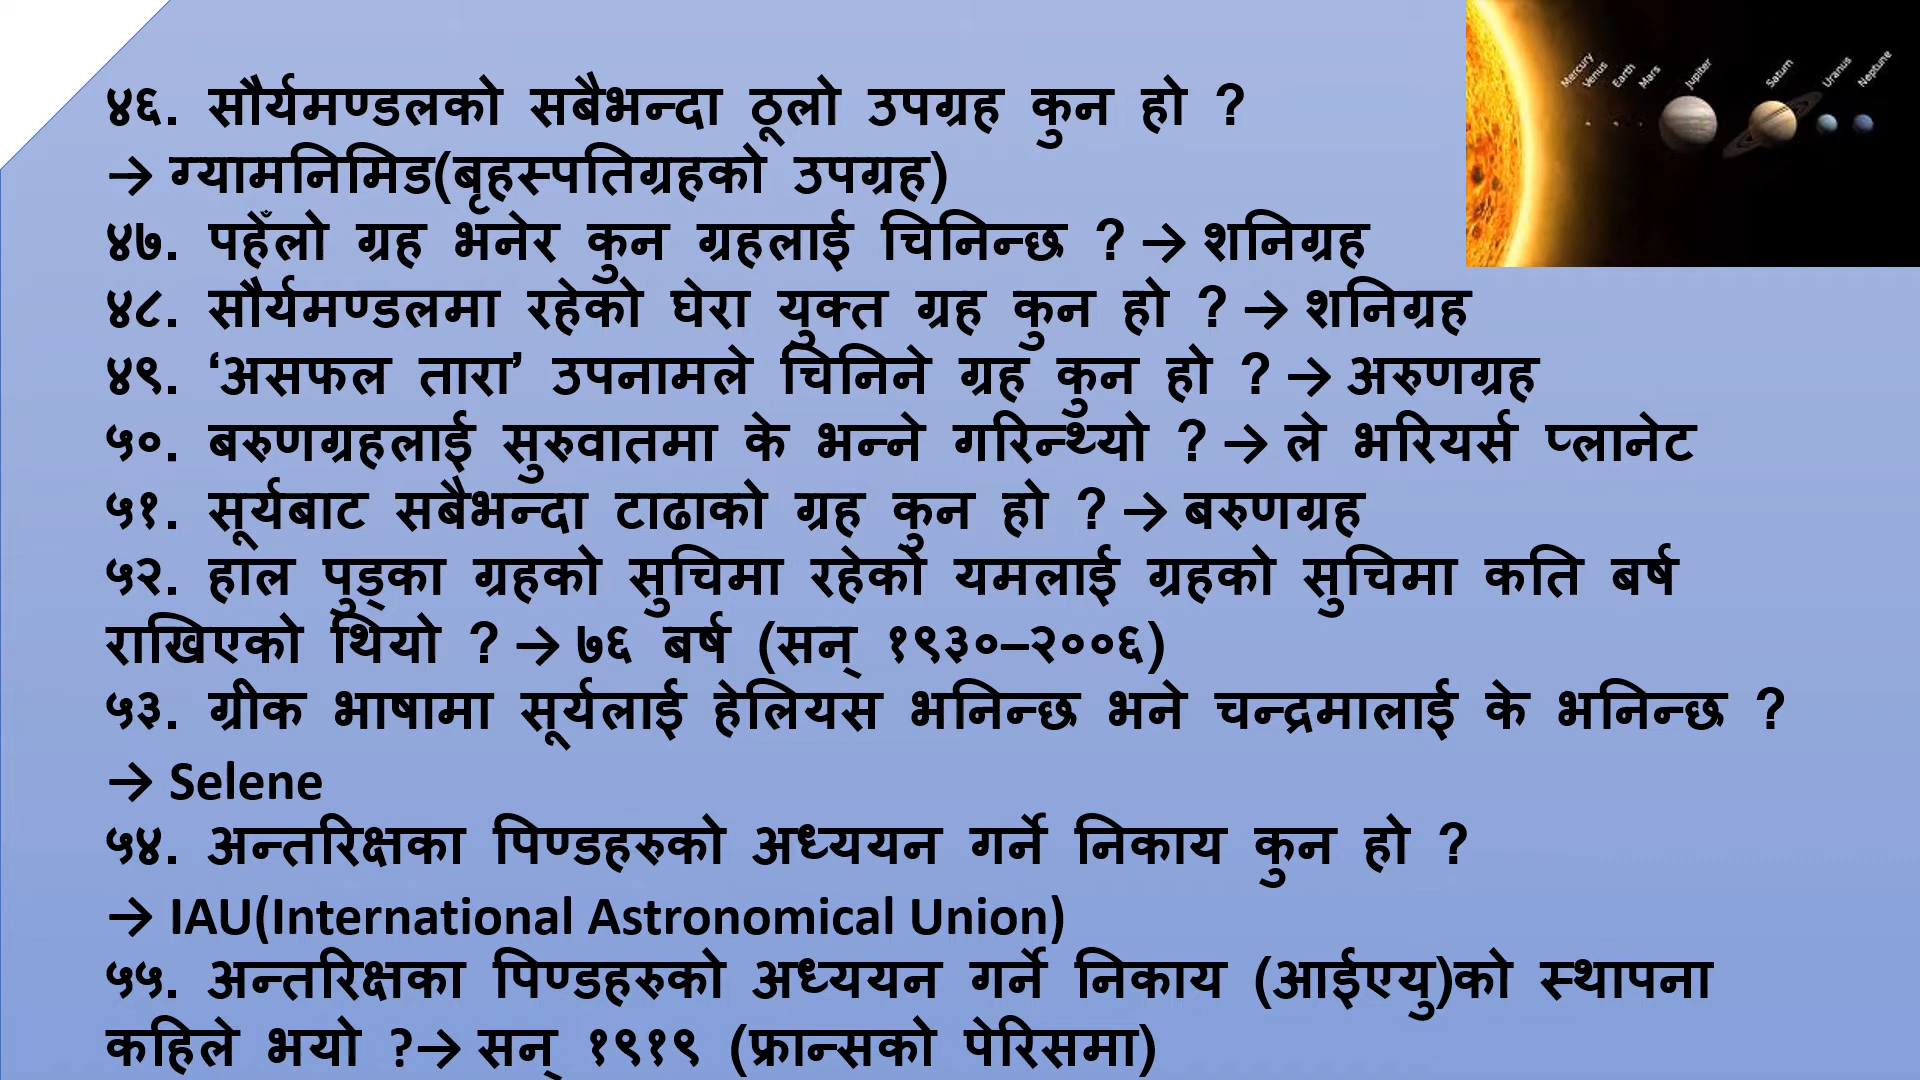 ४६. सौर्यमण्डलको सबैभन्दा ठूलो उपग्रह कुन हो ?
→ ग्यामनिमिड(बृहस्पतिग्रहको उपग्रह)
४७. पहेँलो ग्रह भनेर कुन ग्रहलाई चिनिन्छ ? → शनिग्रह
४८. सौर्यमण्डलमा रहेको घेरा युक्त ग्रह कुन हो ? → शनिग्रह
४९. ‘असफल तारा’ उपनामले चिनिने ग्रह कुन हो ? → अरुणग्रह
५०. बरुणग्रहलाई सुरुवातमा के भन्ने गरिन्थ्यो ? → ले भरियर्स प्लानेट
५१. सूर्यबाट सबैभन्दा टाढाको ग्रह कुन हो ? → बरुणग्रह
५२. हाल पुड्का ग्रहको सुचिमा रहेको यमलाई ग्रहको सुचिमा कति बर्ष
राखिएको थियो ? → ७६ बर्ष (सन् १९३०–२००६)
५३. ग्रीक भाषामा सूर्यलाई हेलियस भनिन्छ भने चन्द्रमालाई के भनिन्छ ?
→ Selene
५४. अन्तरिक्षका पिण्डहरुको अध्ययन गर्ने निकाय कुन हो ?
→ IAU(International Astronomical Union)
५५. अन्तरिक्षका पिण्डहरुको अध्ययन गर्ने निकाय (आईएयु)को स्थापना
कहिले भयो ?→ सन् १९१९ (फ्रान्सको पेरिसमा)
Mercury Venus Earth Mars Jupiter Saturn Uranus Neptune